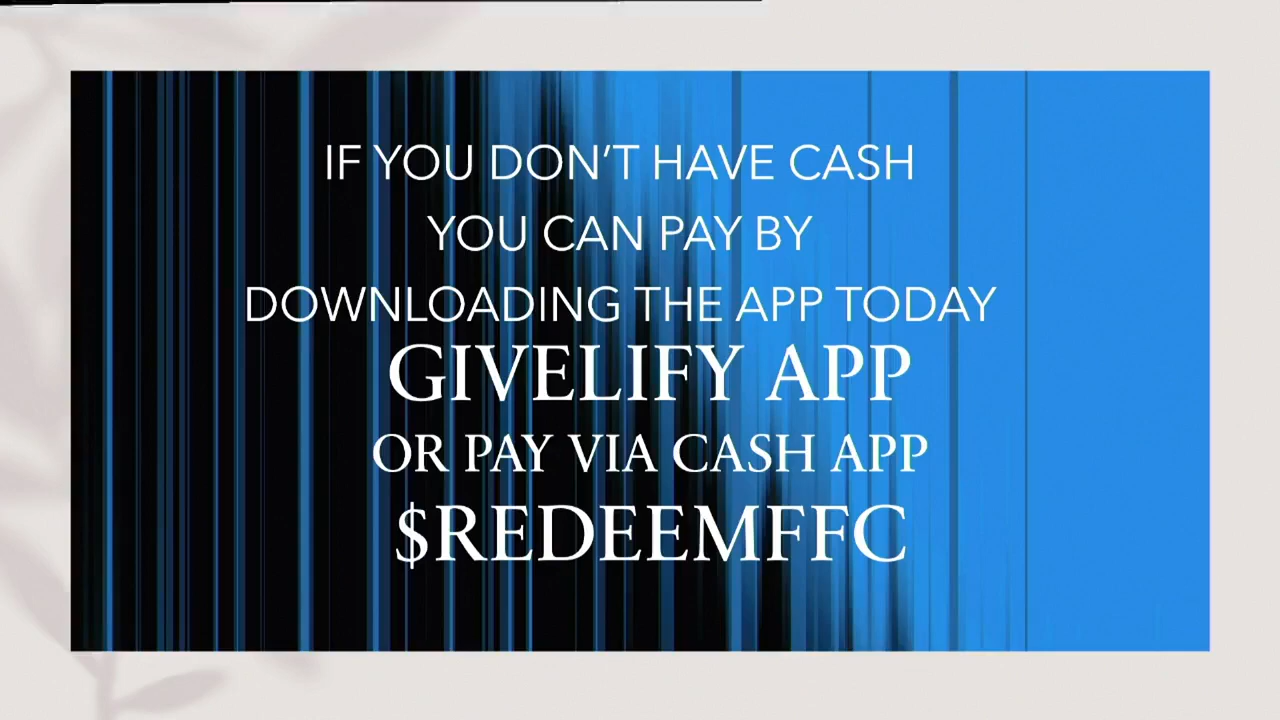 IF YOU DON'T HAVE CASH
YOU CAN PAY BY
DOWNLOADING THE APP TODAY
GIVELIFY APP
OR PAY VIA CASH APP
$REDEEMFFC